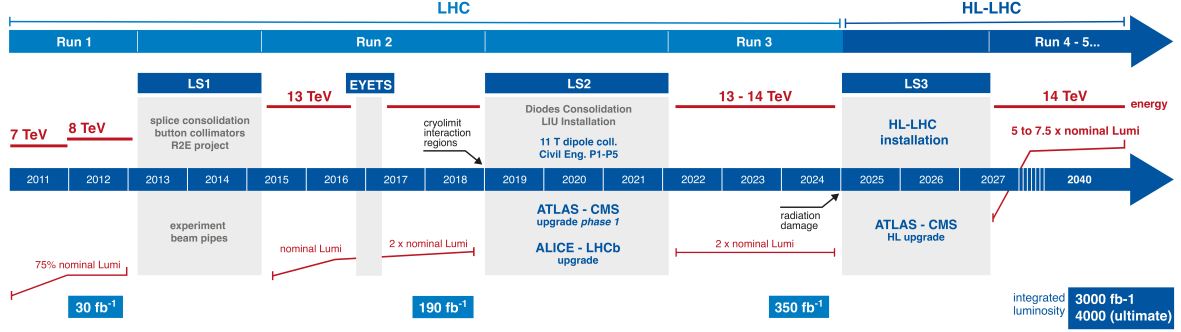 LHC
HL-LHC
Run 1
Run 2
Run 3
Run 4 - 5...
LS1
EYETS
LS2
LS3
13 TeV
13 - 14 TeV
14 TeV
energy
7 TeV
8 TeV
splice consolidation
button collimators
R2E project
cryolimit
interaction
regions
Diodes Consolidation
LIU Installation
11 T dipole coll.
Civil Eng. P1-P5
HL-LHC
installation
5 to 7.5 x nominal Lumi
2011
2012
2013
2014
2015
2016
2017
2018
2019
2020
2021
2022
2023
2024
2025
2026
2027
2040
experiment
beam pipes
ATLAS - CMS
upgrade phase 1
ALICE - LHCb
upgrade
radiation
damage
ATLAS - CMS
HL upgrade
75% nominal Lumi
nominal Lumi
2 x nominal Lumi
2 x nominal Lumi
30 fb-1
190 fb-1
350 fb-1
integrated
luminosity
3000 fb-1
4000 (ultimate)